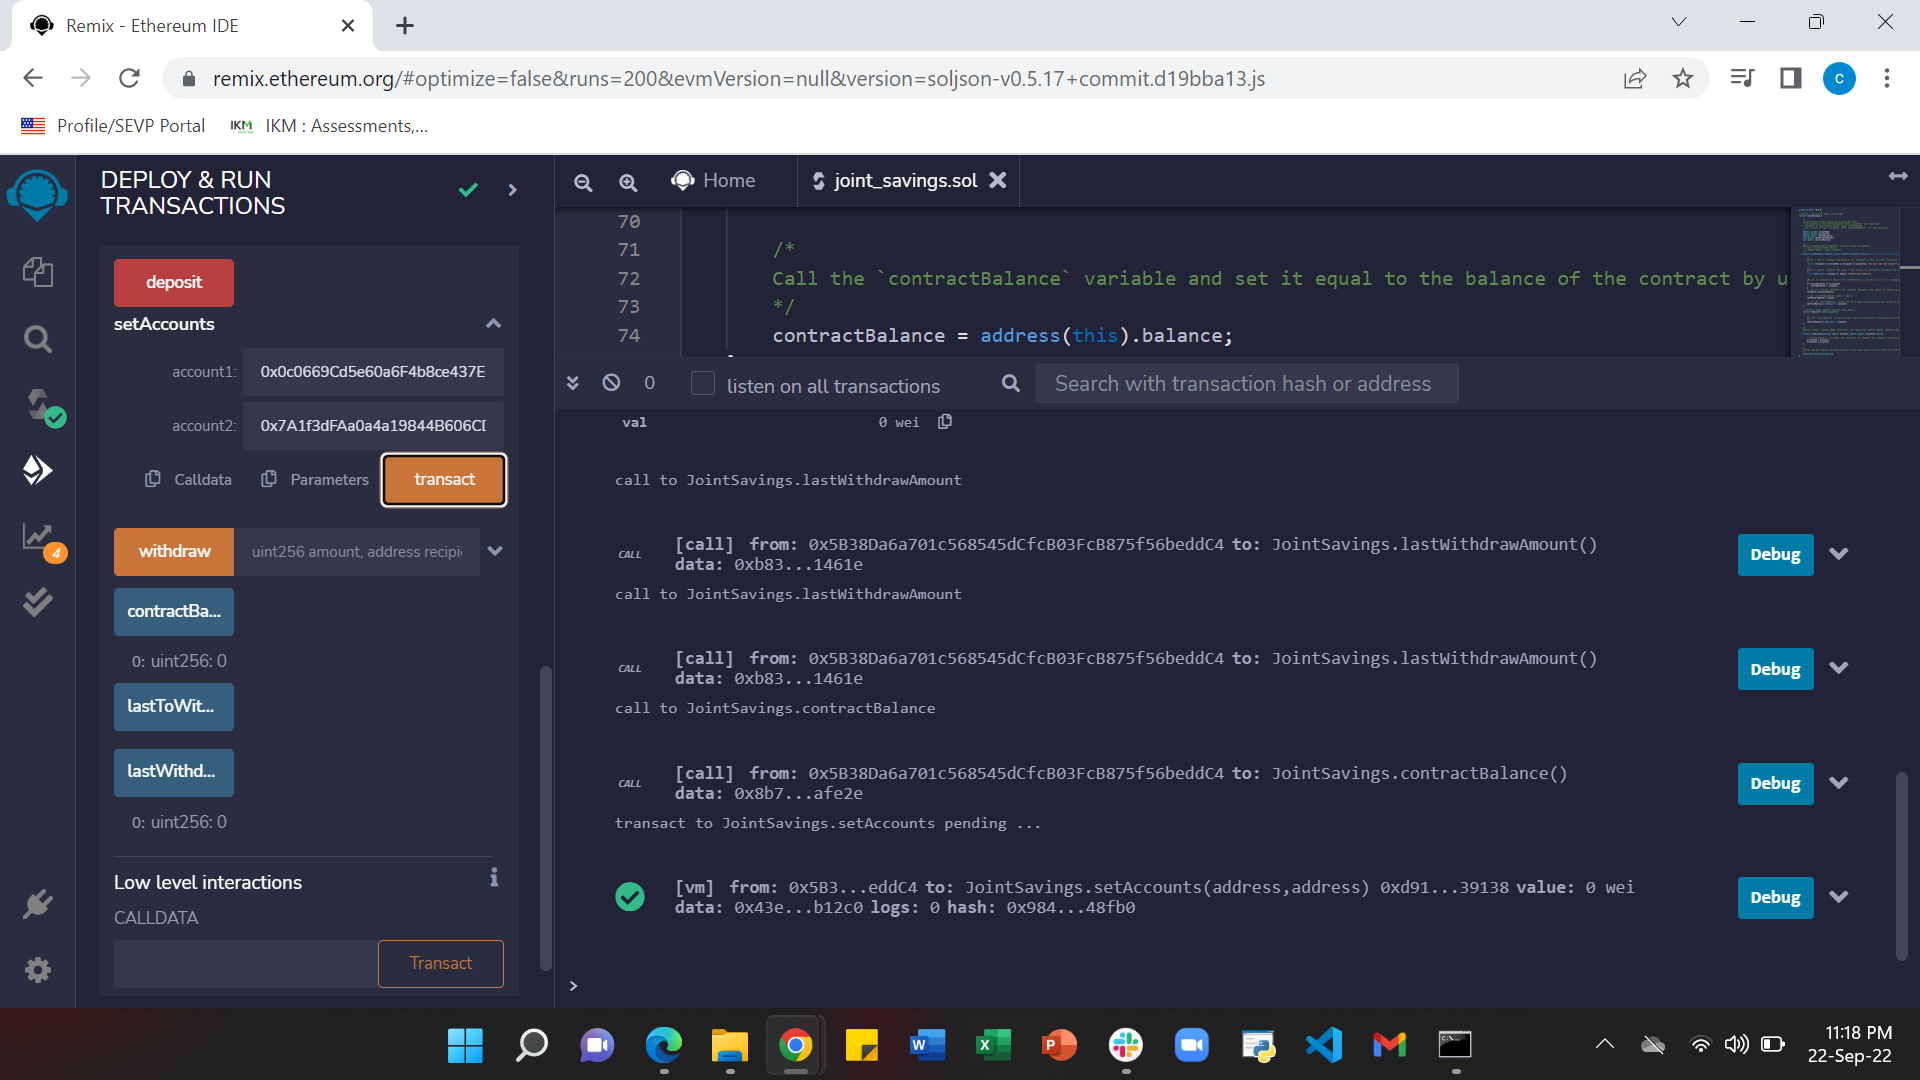 Remix - Ethereum IDE
remix.ethereum.org/#optimize=false&runs=200&evmVersion=null&version=soljson-v0.5.17+commit.d19bba13.js
C
Profile/SEVP Portal
IKM
IKM : Assessments,...
DEPLOY & RUN
TRANSACTIONS
deposit
setAccounts
account1: 0x0c0669Cd5e60a6F4b8ce437E
account2: 0x7A1f3dFAa0a4a19844B606CD
Calldata Parameters transact
withdraw uint256 amount, address recipi
contractBa...
0: uint256: 0
lastToWit...
lastWithd...
0: uint256: 0
Low level interactions
i
CALLDATA
Transact
4
Home
joint_savings.sol
70
71 /*
72 Call the `contractBalance` variable and set it equal to the balance of the contract by u
73 */
74 contractBalance = address(this).balance;
0 listen on all transactions
Search with transaction hash or address
val 0 wei
call to JointSavings.lastWithdrawAmount
CALL [call] from: 0x5B38Da6a701c568545dCfcB03FcB875f56beddC4 to: JointSavings.lastWithdrawAmount()
data: 0xb83...1461e
Debug
call to JointSavings.lastWithdrawAmount
CALL [call] from: 0x5B38Da6a701c568545dCfcB03FcB875f56beddC4 to: JointSavings.lastWithdrawAmount()
data: 0xb83...1461e
Debug
call to JointSavings.contractBalance
CALL [call] from: 0x5B38Da6a701c568545dCfcB03FcB875f56beddC4 to: JointSavings.contractBalance()
data: 0x8b7...afe2e
Debug
transact to JointSavings.setAccounts pending ...
[vm] from: 0x5B3...eddC4 to: JointSavings.setAccounts(address,address) 0xd91...39138 value: 0 wei
data: 0x43e...b12c0 logs: 0 hash: 0x984...48fb0
Debug
>
11:18 PM
22-Sep-22